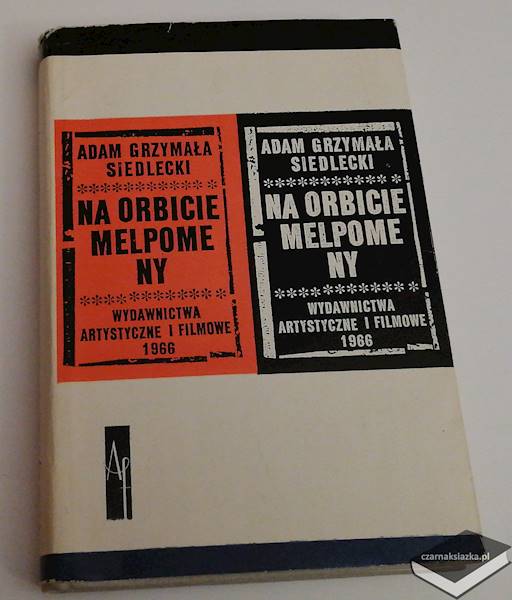 ADAM GRZYMAŁA
SiEDLECKI
NA ORBICIE
MELPOME
NY
WYDAWNICTWA
ARTYSTYCZNE I FILMOWE
1966
ADAM GRZYMAŁA
SIEDLECKI
NA ORBICIE
MELPOME
NY
WYDAWNICTWA
ARTYSTYCZNE I FILMOWE
1966
Af
czarnaksiazka.pl